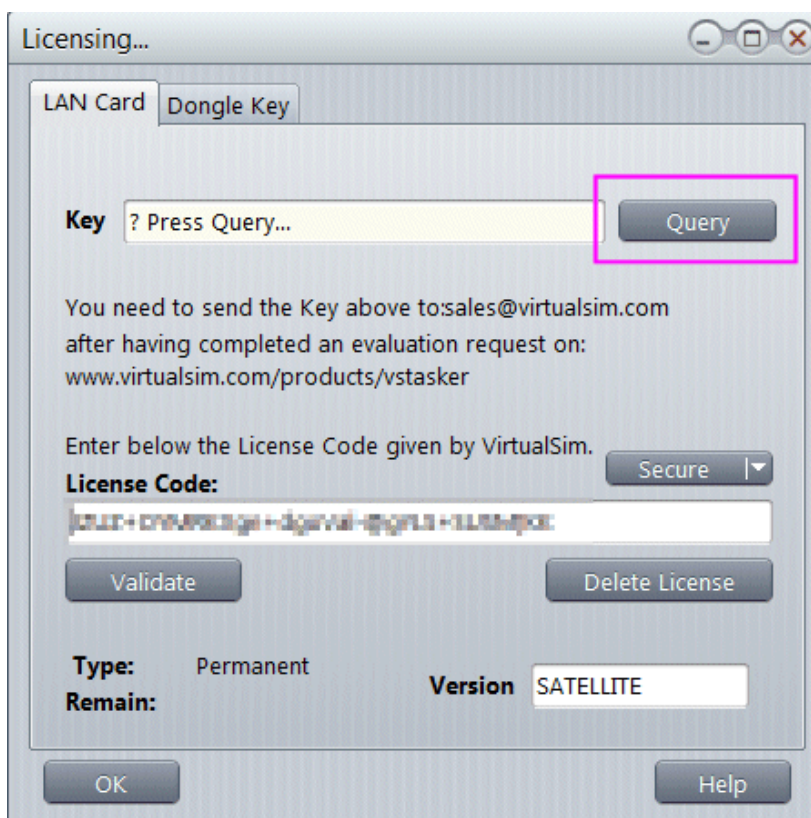 Licensing...
LAN Card Dongle Key
Key ? Press Query... Query
You need to send the Key above to:sales@virtualsim.com
after having completed an evaluation request on:
www.virtualsim.com/products/vstasker
Enter below the License Code given by VirtualSim.
Secure
License Code:
Validate Delete License
Type: Permanent
Version SATELLITE
Remain:
OK Help